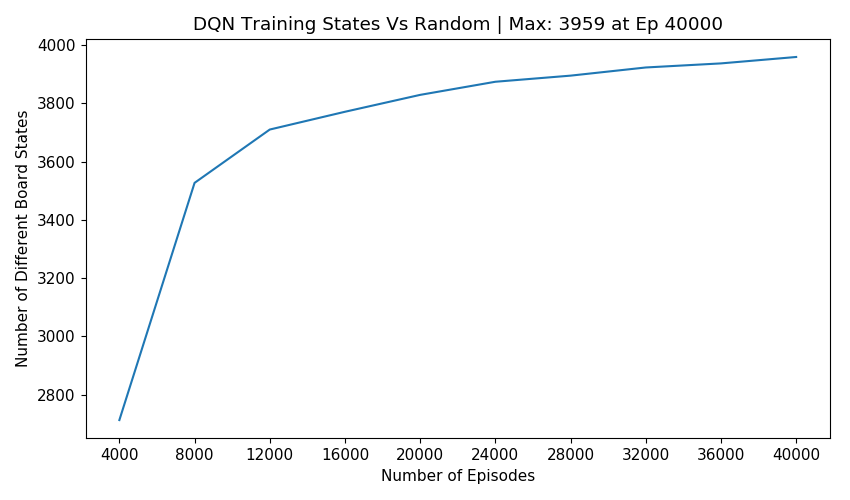 DQN Training States Vs Random | Max: 3959 at Ep 40000
Number of Different Board States
4000
3800
3600
3400
3200
3000
2800
4000 8000 12000 16000 20000 24000 28000 32000 36000 40000
Number of Episodes